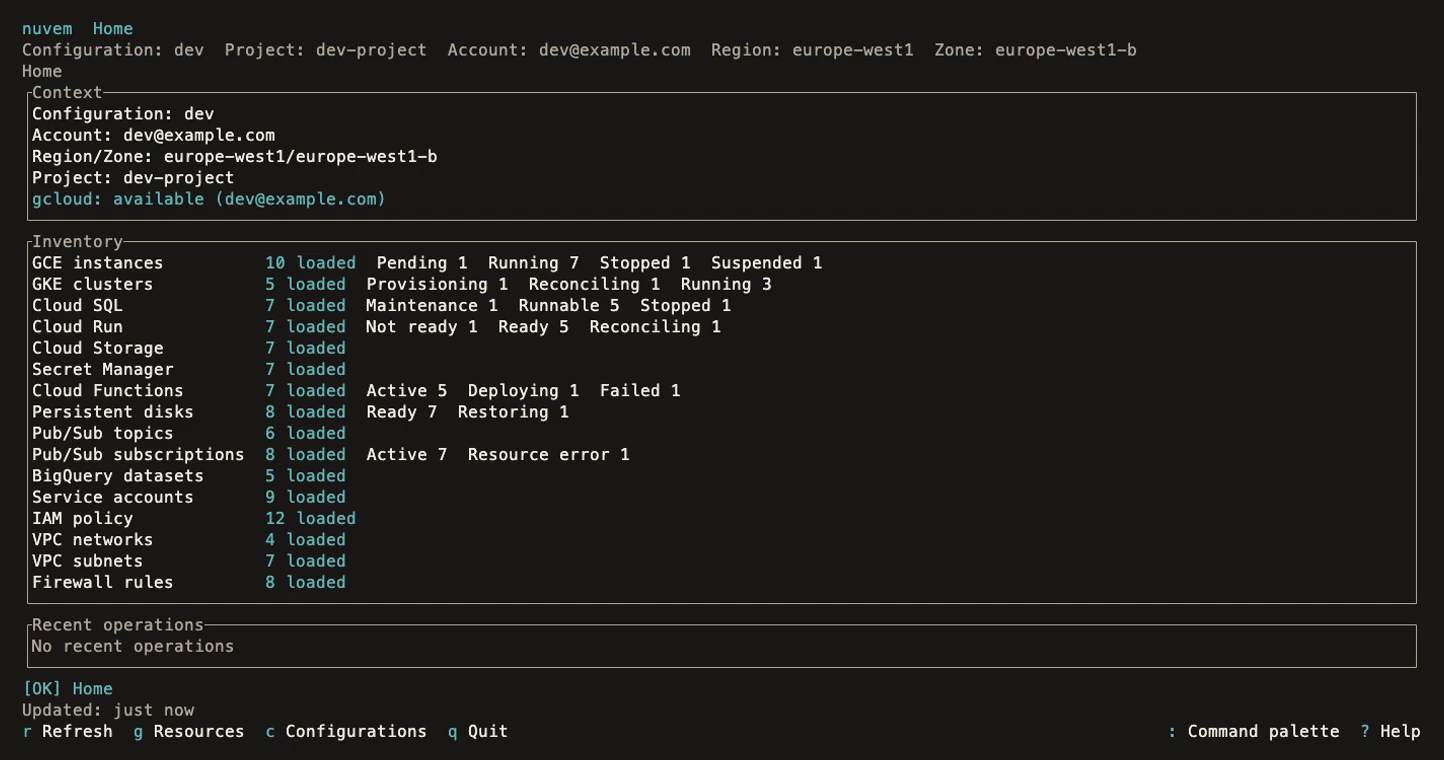 nuvem  Home
Configuration: dev  Project: dev-project  Account: dev@example.com  Region: europe-west1  Zone: europe-west1-b
Home
Context
Configuration: dev
Account: dev@example.com
Region/Zone: europe-west1/europe-west1-b
Project: dev-project
gcloud: available (dev@example.com)
Inventory
GCE instances  10 loaded  Pending 1  Running 7  Stopped 1  Suspended 1
GKE clusters  5 loaded  Provisioning 1  Reconciling 1  Running 3
Cloud SQL  7 loaded  Maintenance 1  Runnable 5  Stopped 1
Cloud Run  7 loaded  Not ready 1  Ready 5  Reconciling 1
Cloud Storage  7 loaded
Secret Manager  7 loaded
Cloud Functions  7 loaded  Active 5  Deploying 1  Failed 1
Persistent disks  8 loaded  Ready 7  Restoring 1
Pub/Sub topics  6 loaded
Pub/Sub subscriptions  8 loaded  Active 7  Resource error 1
BigQuery datasets  5 loaded
Service accounts  9 loaded
IAM policy  12 loaded
VPC networks  4 loaded
VPC subnets  7 loaded
Firewall rules  8 loaded
Recent operations
No recent operations
[OK] Home
Updated: just now
r Refresh  g Resources  c Configurations  q Quit  : Command palette  ? Help